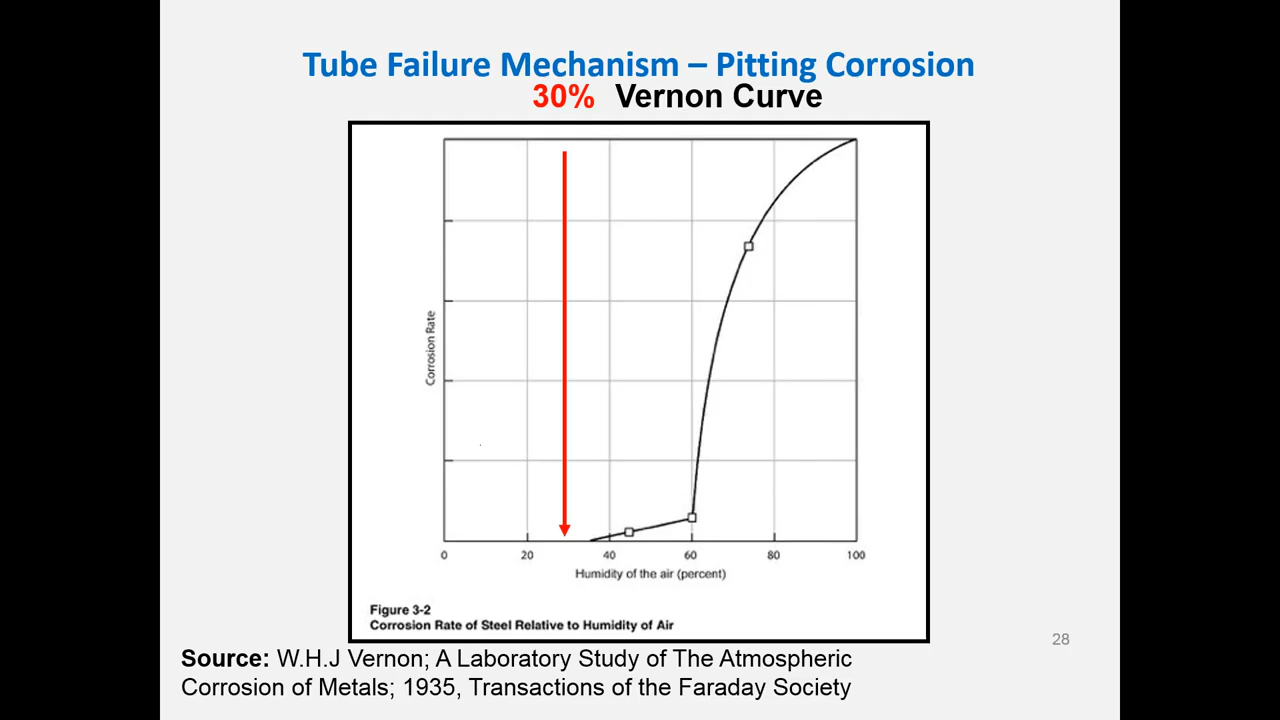 Tube Failure Mechanism – Pitting Corrosion
30% Vernon Curve
Corrosion Rate
0 20 40 60 80 100
Humidity of the air (percent)
Figure 3-2
Corrosion Rate of Steel Relative to Humidity of Air
28
Source: W.H.J Vernon; A Laboratory Study of The Atmospheric
Corrosion of Metals; 1935, Transactions of the Faraday Society